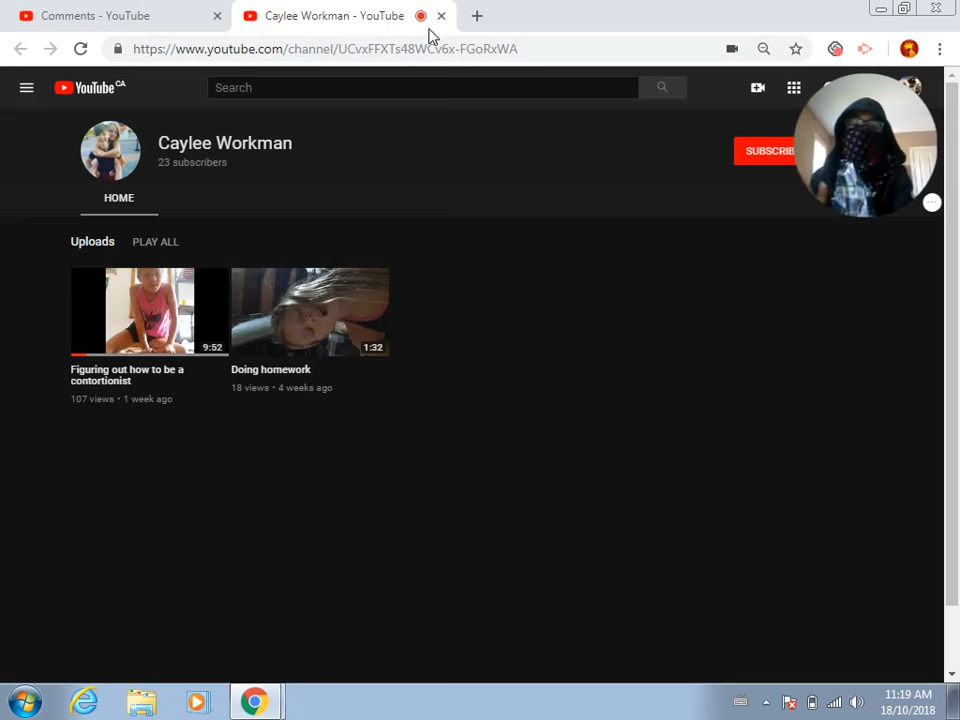 Comments - YouTube
Caylee Workman - YouTube
https://www.youtube.com/channel/UCvxFFXTs48WCv6x-FGoRxWA
YouTube CA
Search
Caylee Workman
23 subscribers
SUBSCRIB
HOME
Uploads PLAY ALL
9:52
1:32
Figuring out how to be a
contortionist
107 views • 1 week ago
Doing homework
18 views • 4 weeks ago
11:19 AM
18/10/2018